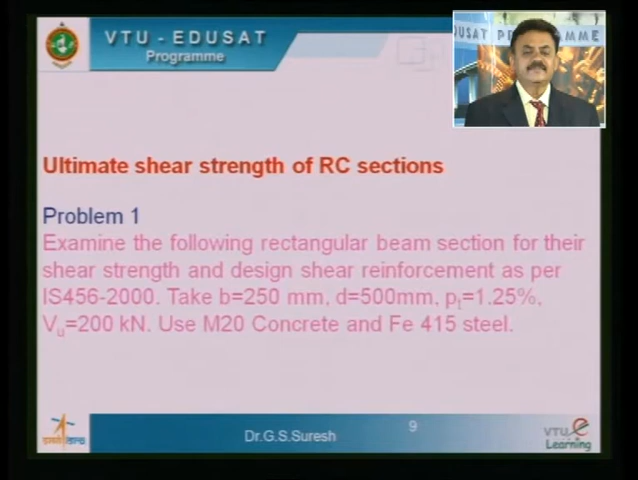 VTU - EDUSAT
Programme
DUSAT PROGRAMME
Ultimate shear strength of RC sections
Problem 1
Examine the following rectangular beam section for their
shear strength and design shear reinforcement as per
IS456-2000. Take b=250 mm, d=500mm, pt=1.25%,
Vu=200 kN. Use M20 Concrete and Fe 415 steel.
Dr.G.S.Suresh
9
VTU e
Learning